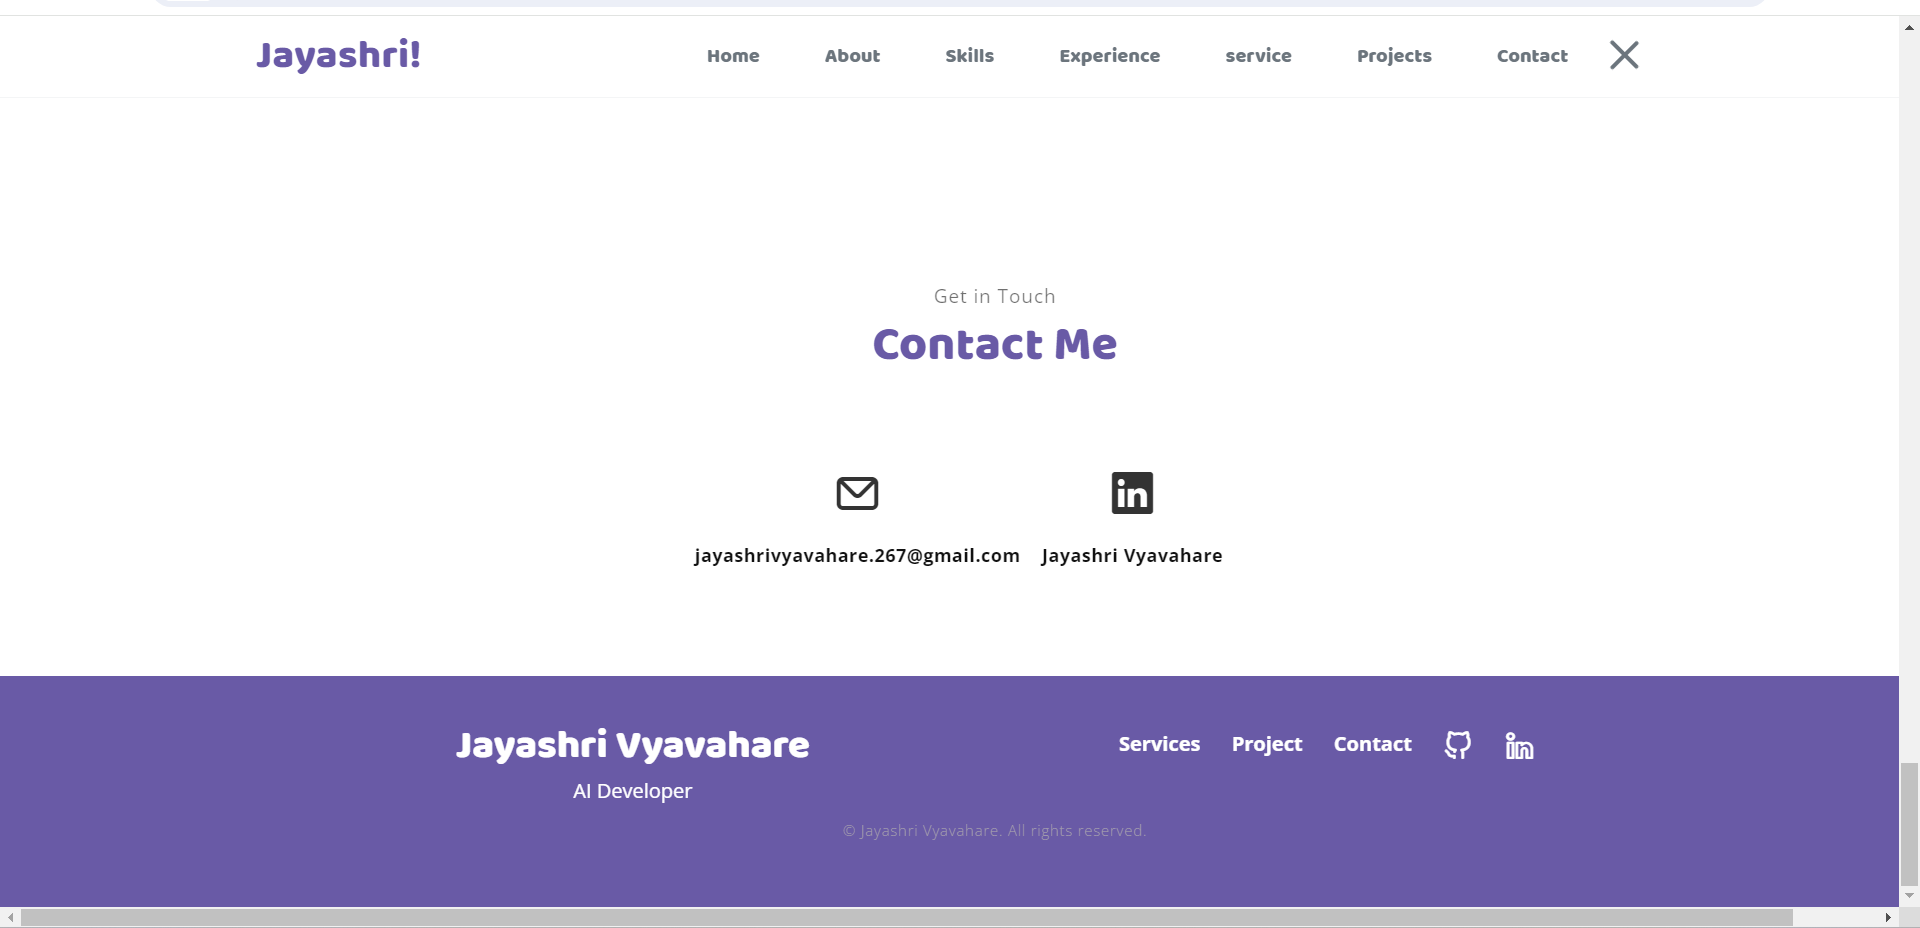 Jayashri! Home About Skills Experience service Projects Contact
Get in Touch
Contact Me
jayashrivyavahare.267@gmail.com Jayashri Vyavahare
Jayashri Vyavahare Services Project Contact
AI Developer
© Jayashri Vyavahare. All rights reserved.